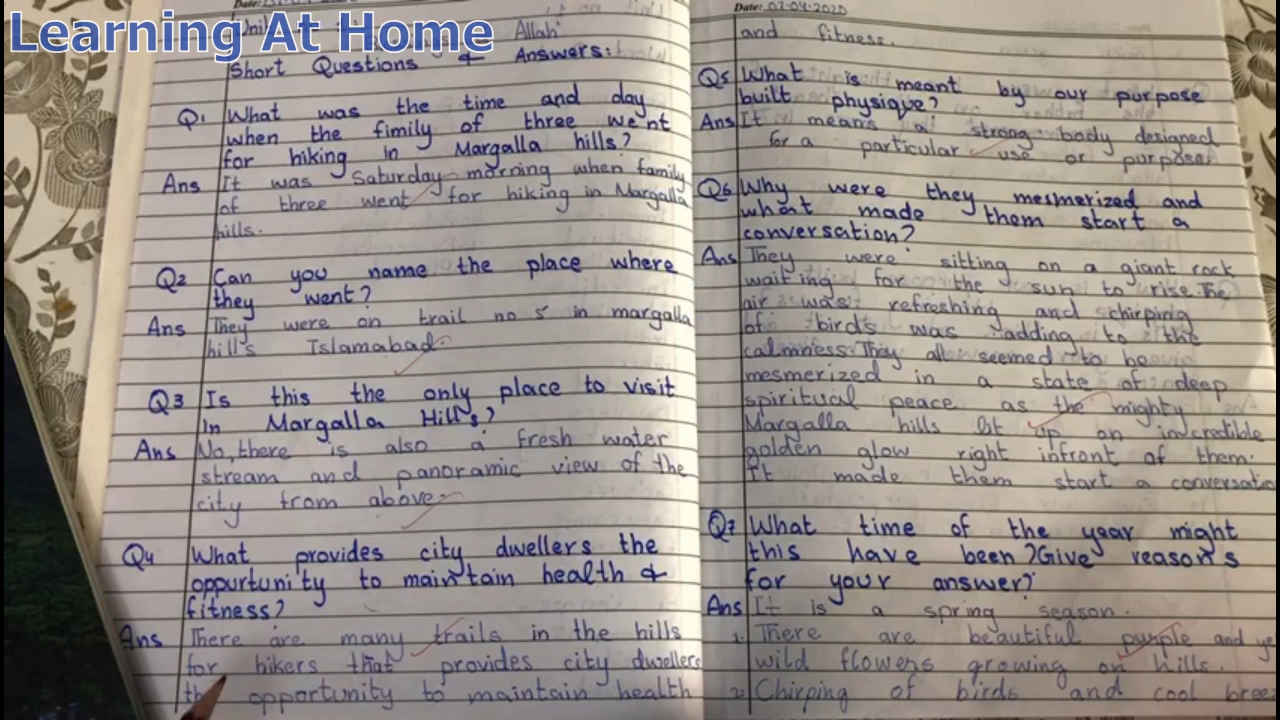 Learning At Home
Date:
Allah
Short Questions & Answers:
Q1 What was the time and day
when the fimily of three went
for hiking in Margalla hills?
Ans It was Saturday morning when family
of three went for hiking in Margalla
hills.
Q2 Can you name the place where
they went?
Ans They were on trail no 5 in margalla
hill's Islamabad.
Q3 Is this the only place to visit
in Margalla Hill's?
Ans No, there is also a fresh water
stream and panoramic view of the
city from above.
Q4 What provides city dwellers the
oppurtunity to maintain health &
fitness?
Ans There are many trails in the hills
for hikers that provides city dwellers
the opportunity to maintain health
Date: 07-04-2020
and fitness.
Q5 What is meant by our purpose
built physique?
Ans It means a strong body designed
for a particular use or purpose.
Q6 Why were they mesmerized and
what made them start a
conversation?
Ans They were sitting on a giant rock
waiting for the sun to rise. The
air was refreshing and chirping
of birds was adding to the
calmness. They all seemed to be
mesmerized in a state of deep
spiritual peace as the mighty
Margalla hills lit up on incredible
golden glow right infront of them.
It made them start a conversatio
Q7 What time of the year might
this have been? Give reason's
for your answer?
Ans It is a spring season.
1. There are beautiful purple and ye
wild flowers growing on hills.
2. Chirping of birds and cool bree